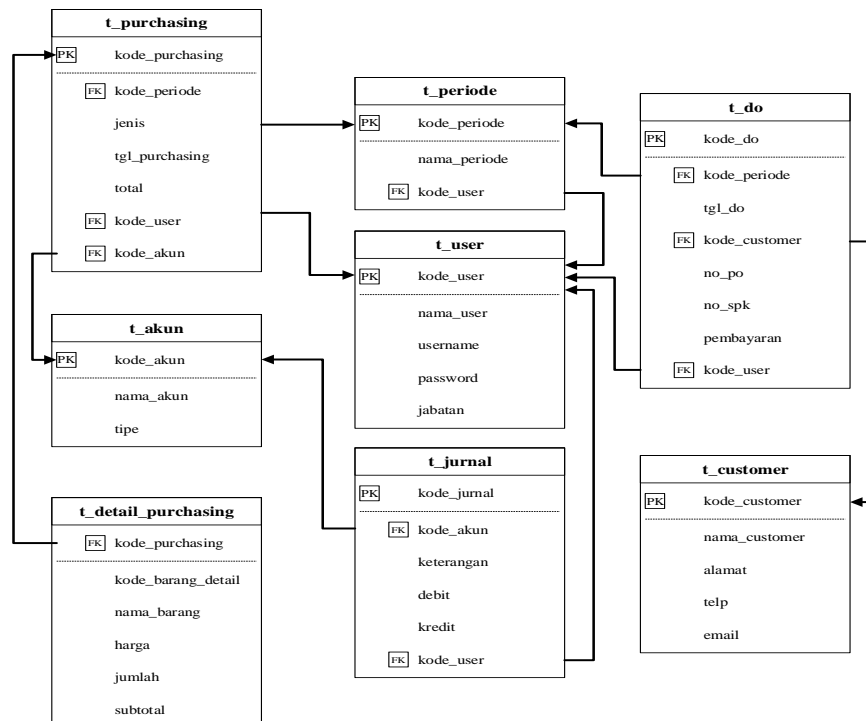 t_purchasing
PK kode_purchasing
FK kode_periode
jenis
tgl_purchasing
total
FK kode_user
FK kode_akun
t_akun
PK kode_akun
nama_akun
tipe
t_detail_purchasing
FK kode_purchasing
kode_barang_detail
nama_barang
harga
jumlah
subtotal
t_periode
PK kode_periode
nama_periode
FK kode_user
t_user
PK kode_user
nama_user
username
password
jabatan
t_jurnal
PK kode_jurnal
FK kode_akun
keterangan
debit
kredit
FK kode_user
t_do
PK kode_do
FK kode_periode
tgl_do
FK kode_customer
no_po
no_spk
pembayaran
FK kode_user
t_customer
PK kode_customer
nama_customer
alamat
telp
email